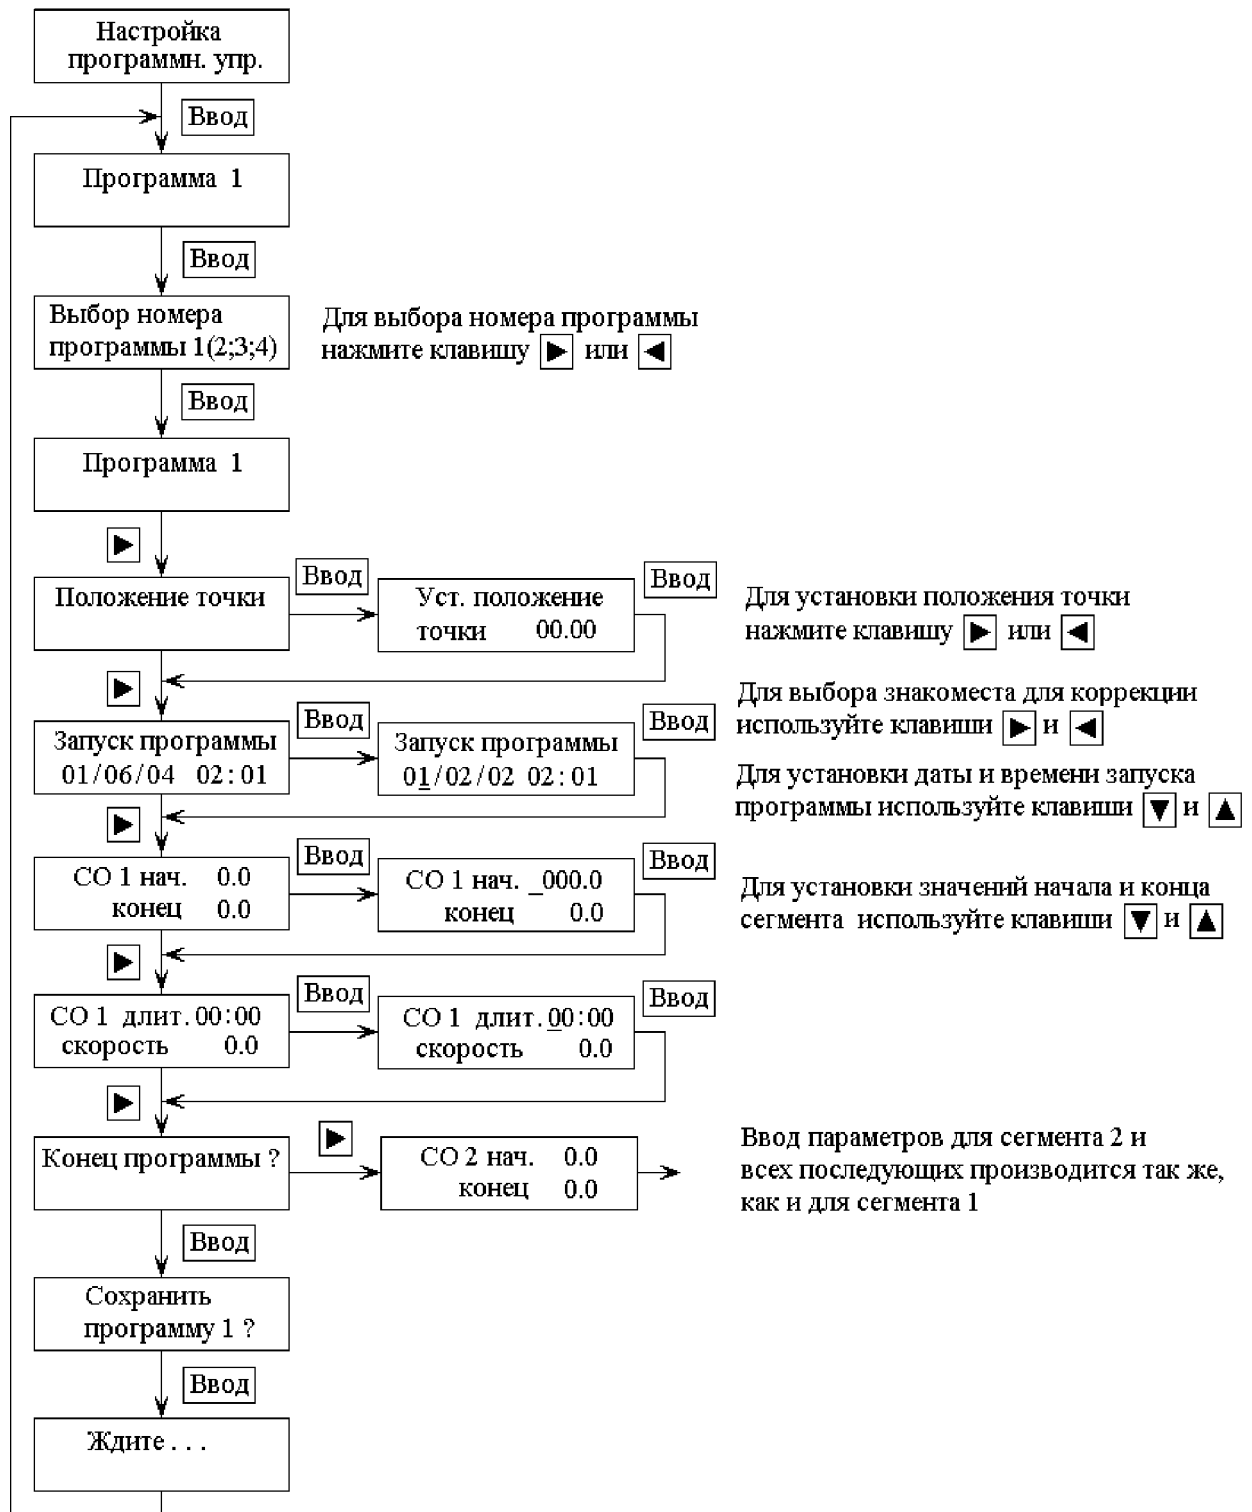 Настройка
программн. упр.
Ввод
Программа 1
Ввод
Выбор номера
программы 1(2;3;4)
Для выбора номера программы
нажмите клавишу ▶ или ◀
Ввод
Программа 1
▶
Положение точки
Ввод
Уст. положение
точки 00.00
Ввод
Для установки положения точки
нажмите клавишу ▶ или ◀
▶
Запуск программы
01/06/04 02:01
Ввод
Запуск программы
01/02/02 02:01
Ввод
Для выбора знакоместа для коррекции
используйте клавиши ▶ и ◀
Для установки даты и времени запуска
программы используйте клавиши ▼ и ▲
▶
СО 1 нач. 0.0
конец 0.0
Ввод
СО 1 нач. _000.0
конец 0.0
Ввод
Для установки значений начала и конца
сегмента используйте клавиши ▼ и ▲
▶
СО 1 длит. 00:00
скорость 0.0
Ввод
СО 1 длит. 00:00
скорость 0.0
Ввод
▶
Конец программы ?
▶
СО 2 нач. 0.0
конец 0.0
Ввод параметров для сегмента 2 и
всех последующих производится так же,
как и для сегмента 1
Ввод
Сохранить
программу 1 ?
Ввод
Ждите . . .